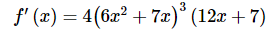 f′ (x) = 4(6x² + 7x)³ (12x + 7)